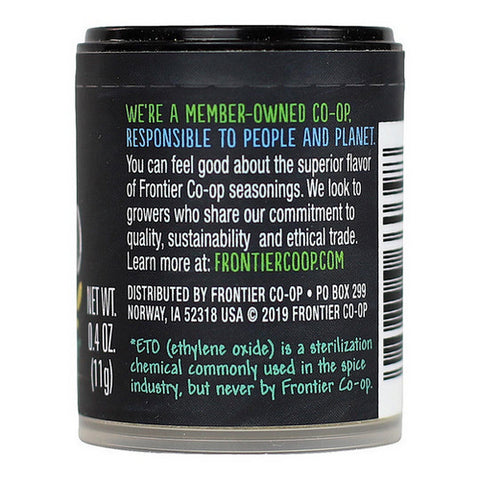 WE'RE A MEMBER-OWNED CO-OP,
RESPONSIBLE TO PEOPLE AND PLANET.
You can feel good about the superior flavor
of Frontier Co-op seasonings. We look to
growers who share our commitment to
quality, sustainability and ethical trade.
Learn more at: FRONTIERCOOP.COM
DISTRIBUTED BY FRONTIER CO-OP • PO BOX 299
NORWAY, IA 52318 USA © 2019 FRONTIER CO-OP
*ETO (ethylene oxide) is a sterilization
chemical commonly used in the spice
industry, but never by Frontier Co-op.
NET WT.
0.4 OZ.
(11g)